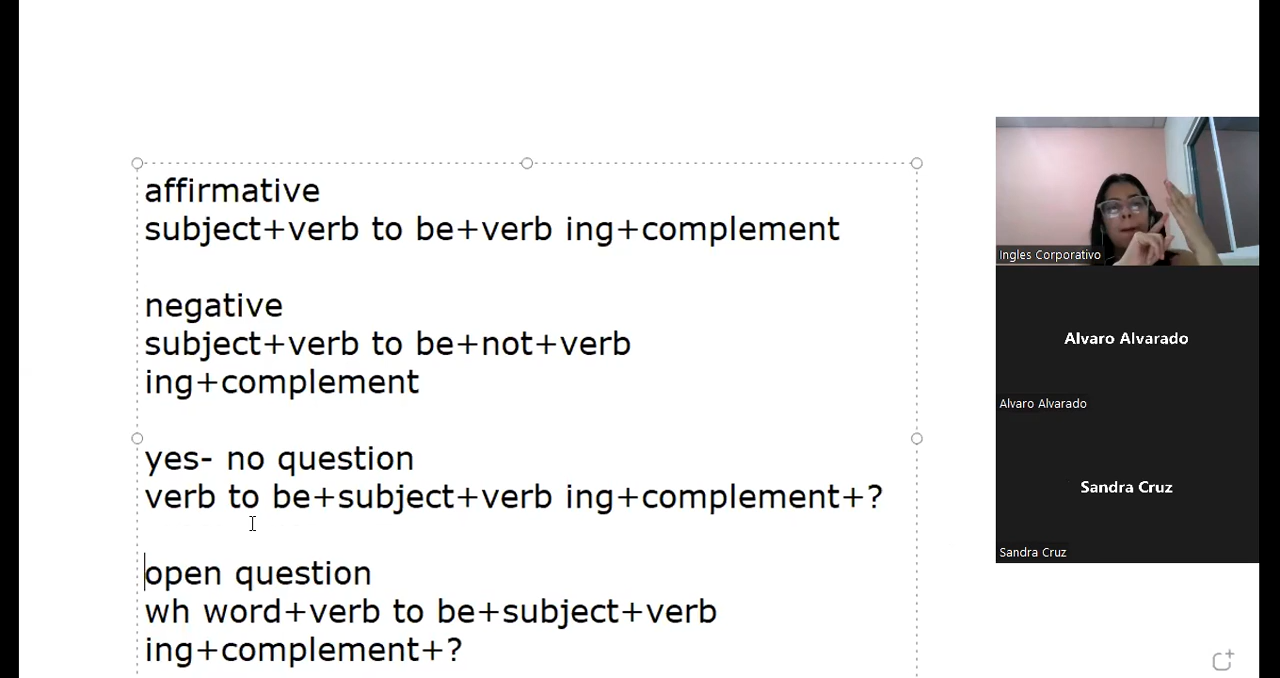 affirmative
subject+verb to be+verb ing+complement
negative
subject+verb to be+not+verb
ing+complement
yes- no question
verb to be+subject+verb ing+complement+?
open question
wh word+verb to be+subject+verb
ing+complement+?
Ingles Corporativo
Alvaro Alvarado
Alvaro Alvarado
Sandra Cruz
Sandra Cruz